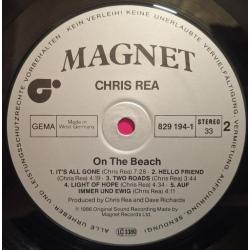 KEIN VERLEIH! KEINE UNERLAUBTE VERVIELFÄLTIGUNG
LEISTUNGSSCHUTZRECHTE VORBEHALTEN
MAGNET
CHRIS REA
GEMA
Made in
West Germany
829 194-1
STEREO
33
2
On The Beach
1. IT'S ALL GONE (Chris Rea) 7:28 - 2. HELLO FRIEND
(Chris Rea) 4:19 - 3. TWO ROADS (Chris Rea) 3:44
4. LIGHT OF HOPE (Chris Rea) 4:34 - 5. AUF
IMMER UND EWIG (Chris Rea)
Produced by Chris Rea and Dave Richards
℗ 1986 Original Sound Recording Made by
Magnet Records Ltd.
LC 3380